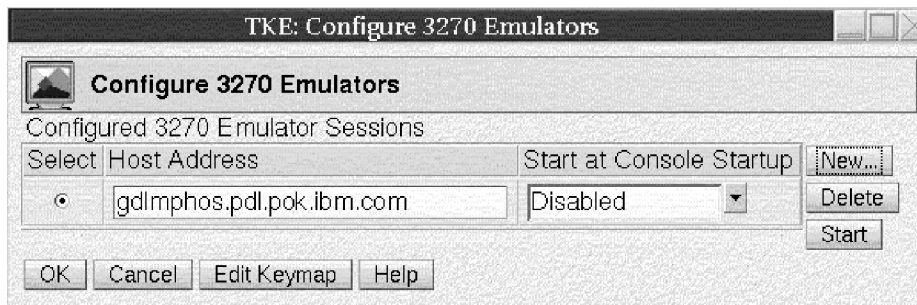 TKE: Configure 3270 Emulators
Configure 3270 Emulators
Configured 3270 Emulator Sessions
Select Host Address Start at Console Startup New...
gdlmphos.pdl.pok.ibm.com Disabled Delete
Start
OK Cancel Edit Keymap Help